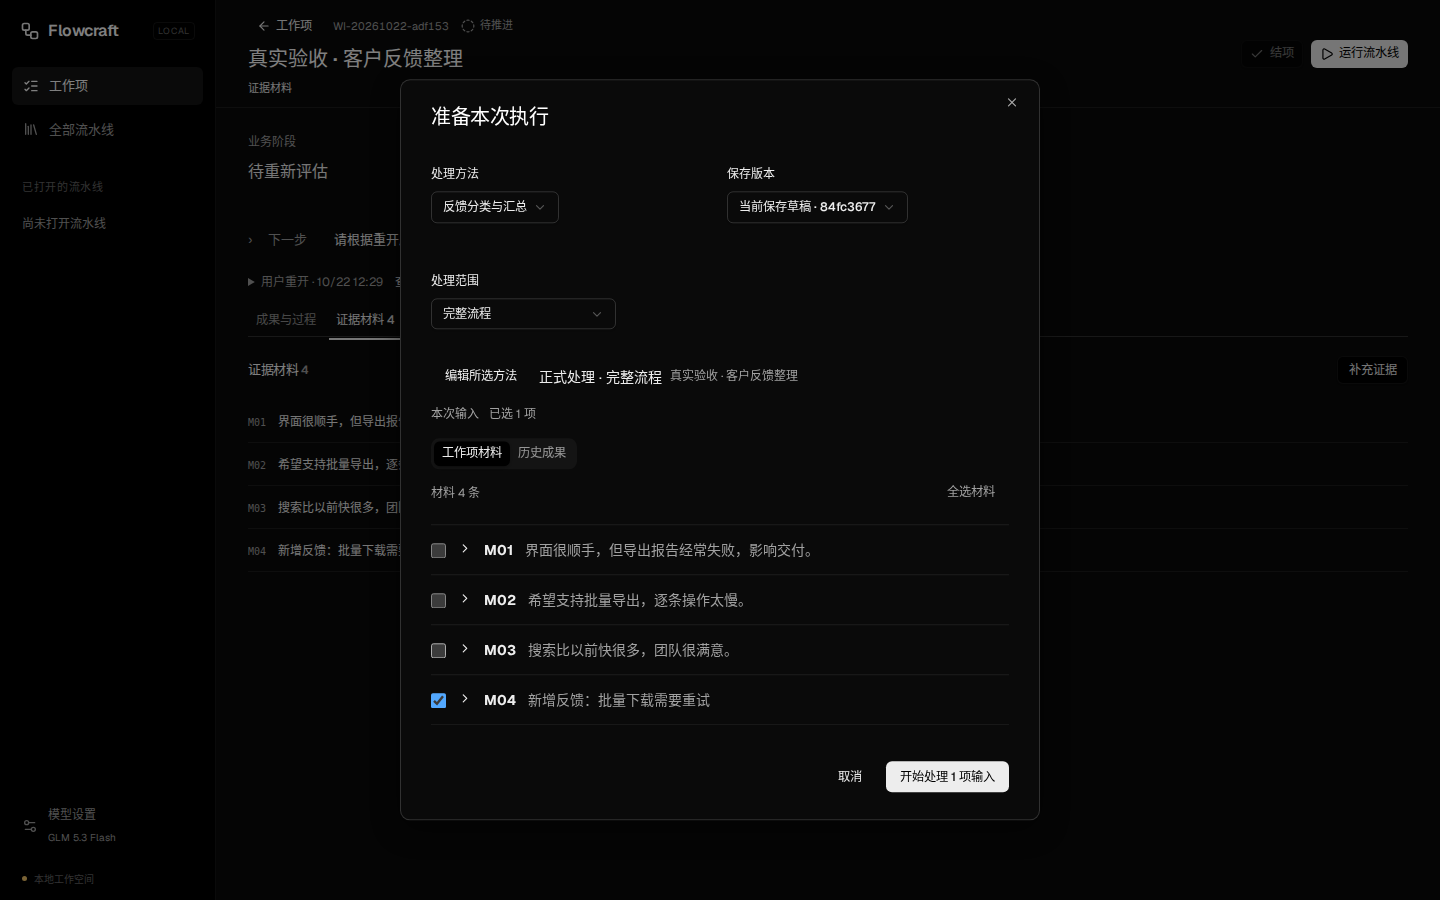 Flowcraft LOCAL
工作项
全部流水线
已打开的流水线
尚未打开流水线
模型设置
GLM 5.3 Flash
本地工作空间
工作项 WI-20261022-adf153 待推进
真实验收 · 客户反馈整理
证据材料
结项 运行流水线
业务阶段
待重新评估
下一步 请根据重开
用户重开 · 10/22 12:29
成果与过程 证据材料 4
证据材料 4
补充证据
M01 界面很顺手，但导出报
M02 希望支持批量导出，逐
M03 搜索比以前快很多，团
M04 新增反馈：批量下载需
准备本次执行
处理方法 保存版本
反馈分类与汇总 当前保存草稿 · 84fc3677
处理范围
完整流程
编辑所选方法 正式处理 · 完整流程 真实验收 · 客户反馈整理
本次输入 已选 1 项
工作项材料 历史成果
材料 4 条 全选材料
M01 界面很顺手，但导出报告经常失败，影响交付。
M02 希望支持批量导出，逐条操作太慢。
M03 搜索比以前快很多，团队很满意。
M04 新增反馈：批量下载需要重试
取消 开始处理 1 项输入